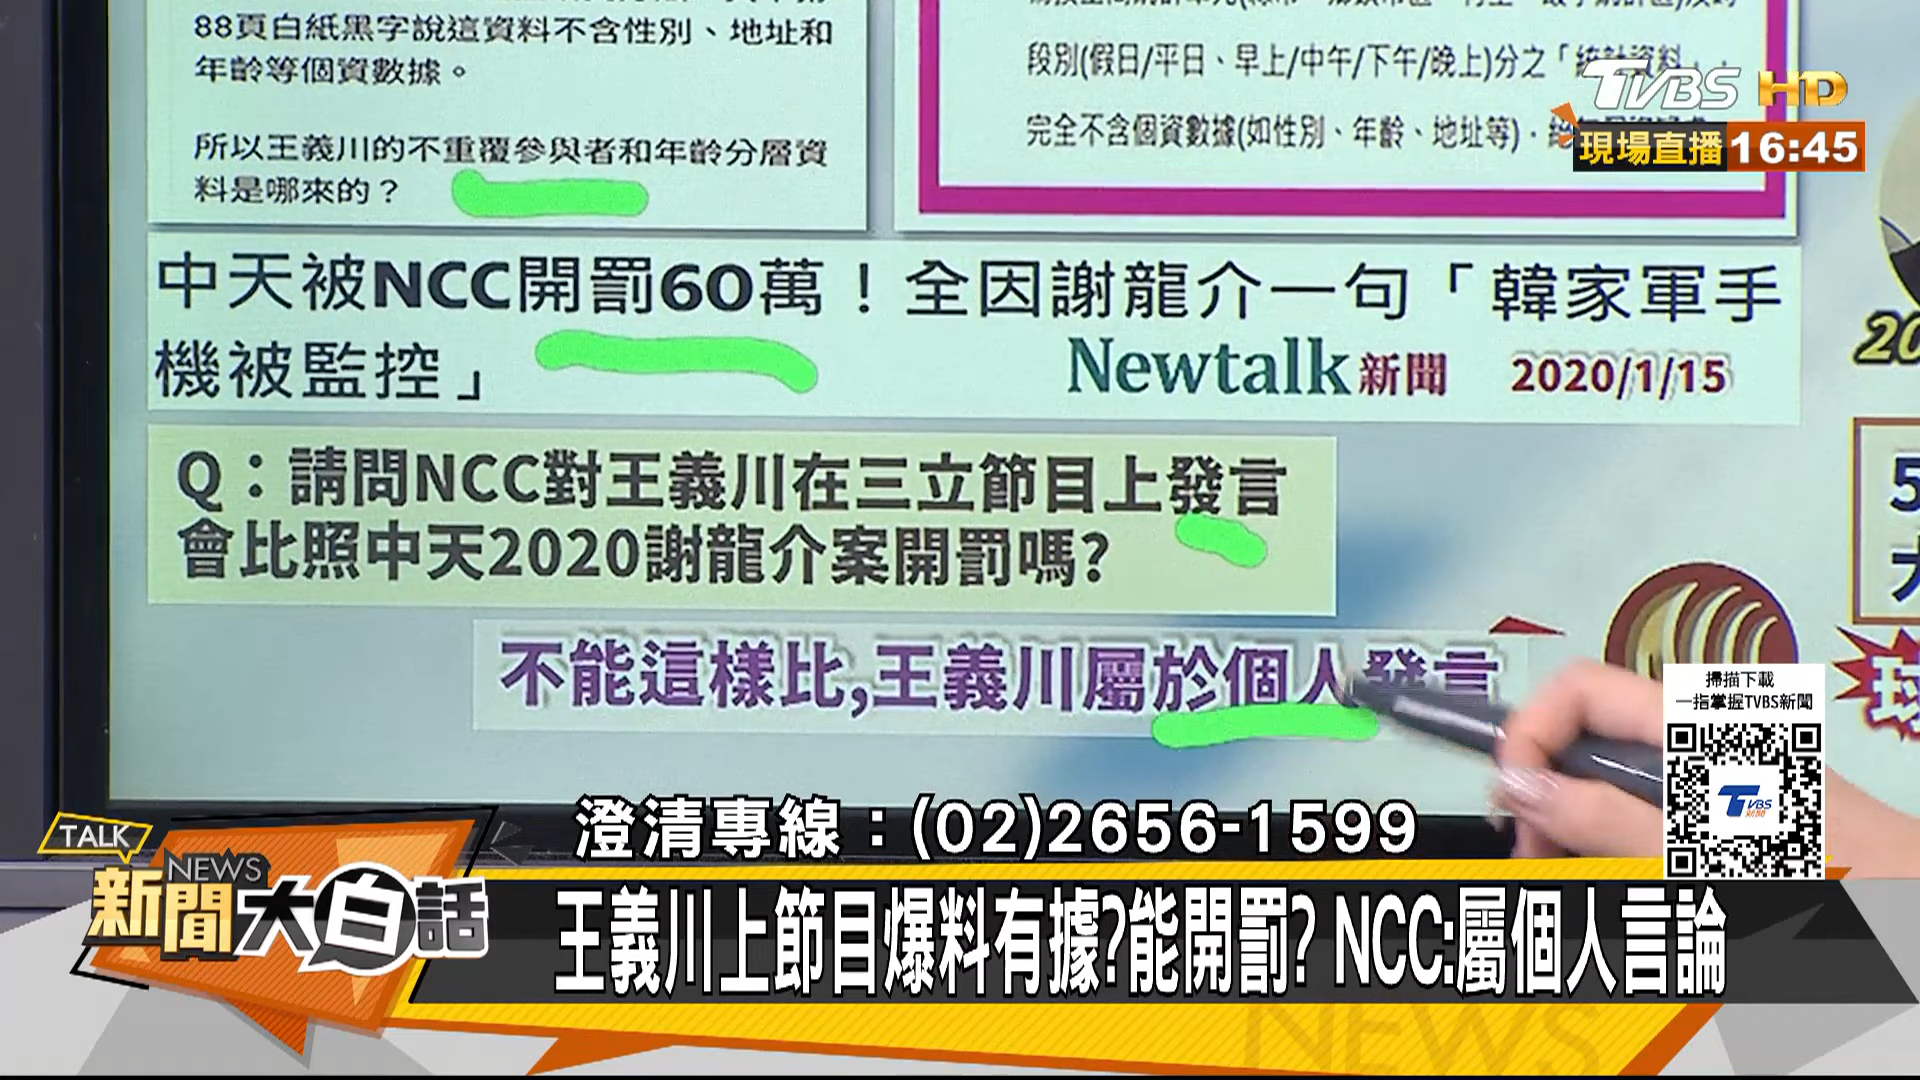 88頁白紙黑字說這資料不含性別、地址和
年齡等個資數據。
所以王義川的不重覆參與者和年齡分層資
料是哪來的？
段別(假日/平日、早上/中午/下午/晚上)分之「統計資料」，
完全不含個資數據(如性別、年齡、地址等)，
TVBS HD
現場直播 16:45
中天被NCC開罰60萬！全因謝龍介一句「韓家軍手
機被監控」
Newtalk新聞 2020/1/15
20
Q：請問NCC對王義川在三立節目上發言
會比照中天2020謝龍介案開罰嗎?
不能這樣比,王義川屬於個人發言
5
球
掃描下載
一指掌握TVBS新聞
TVBS
新聞
澄清專線：(02)2656-1599
TALK
NEWS
新聞大白話
王義川上節目爆料有據?能開罰? NCC:屬個人言論
NEWS